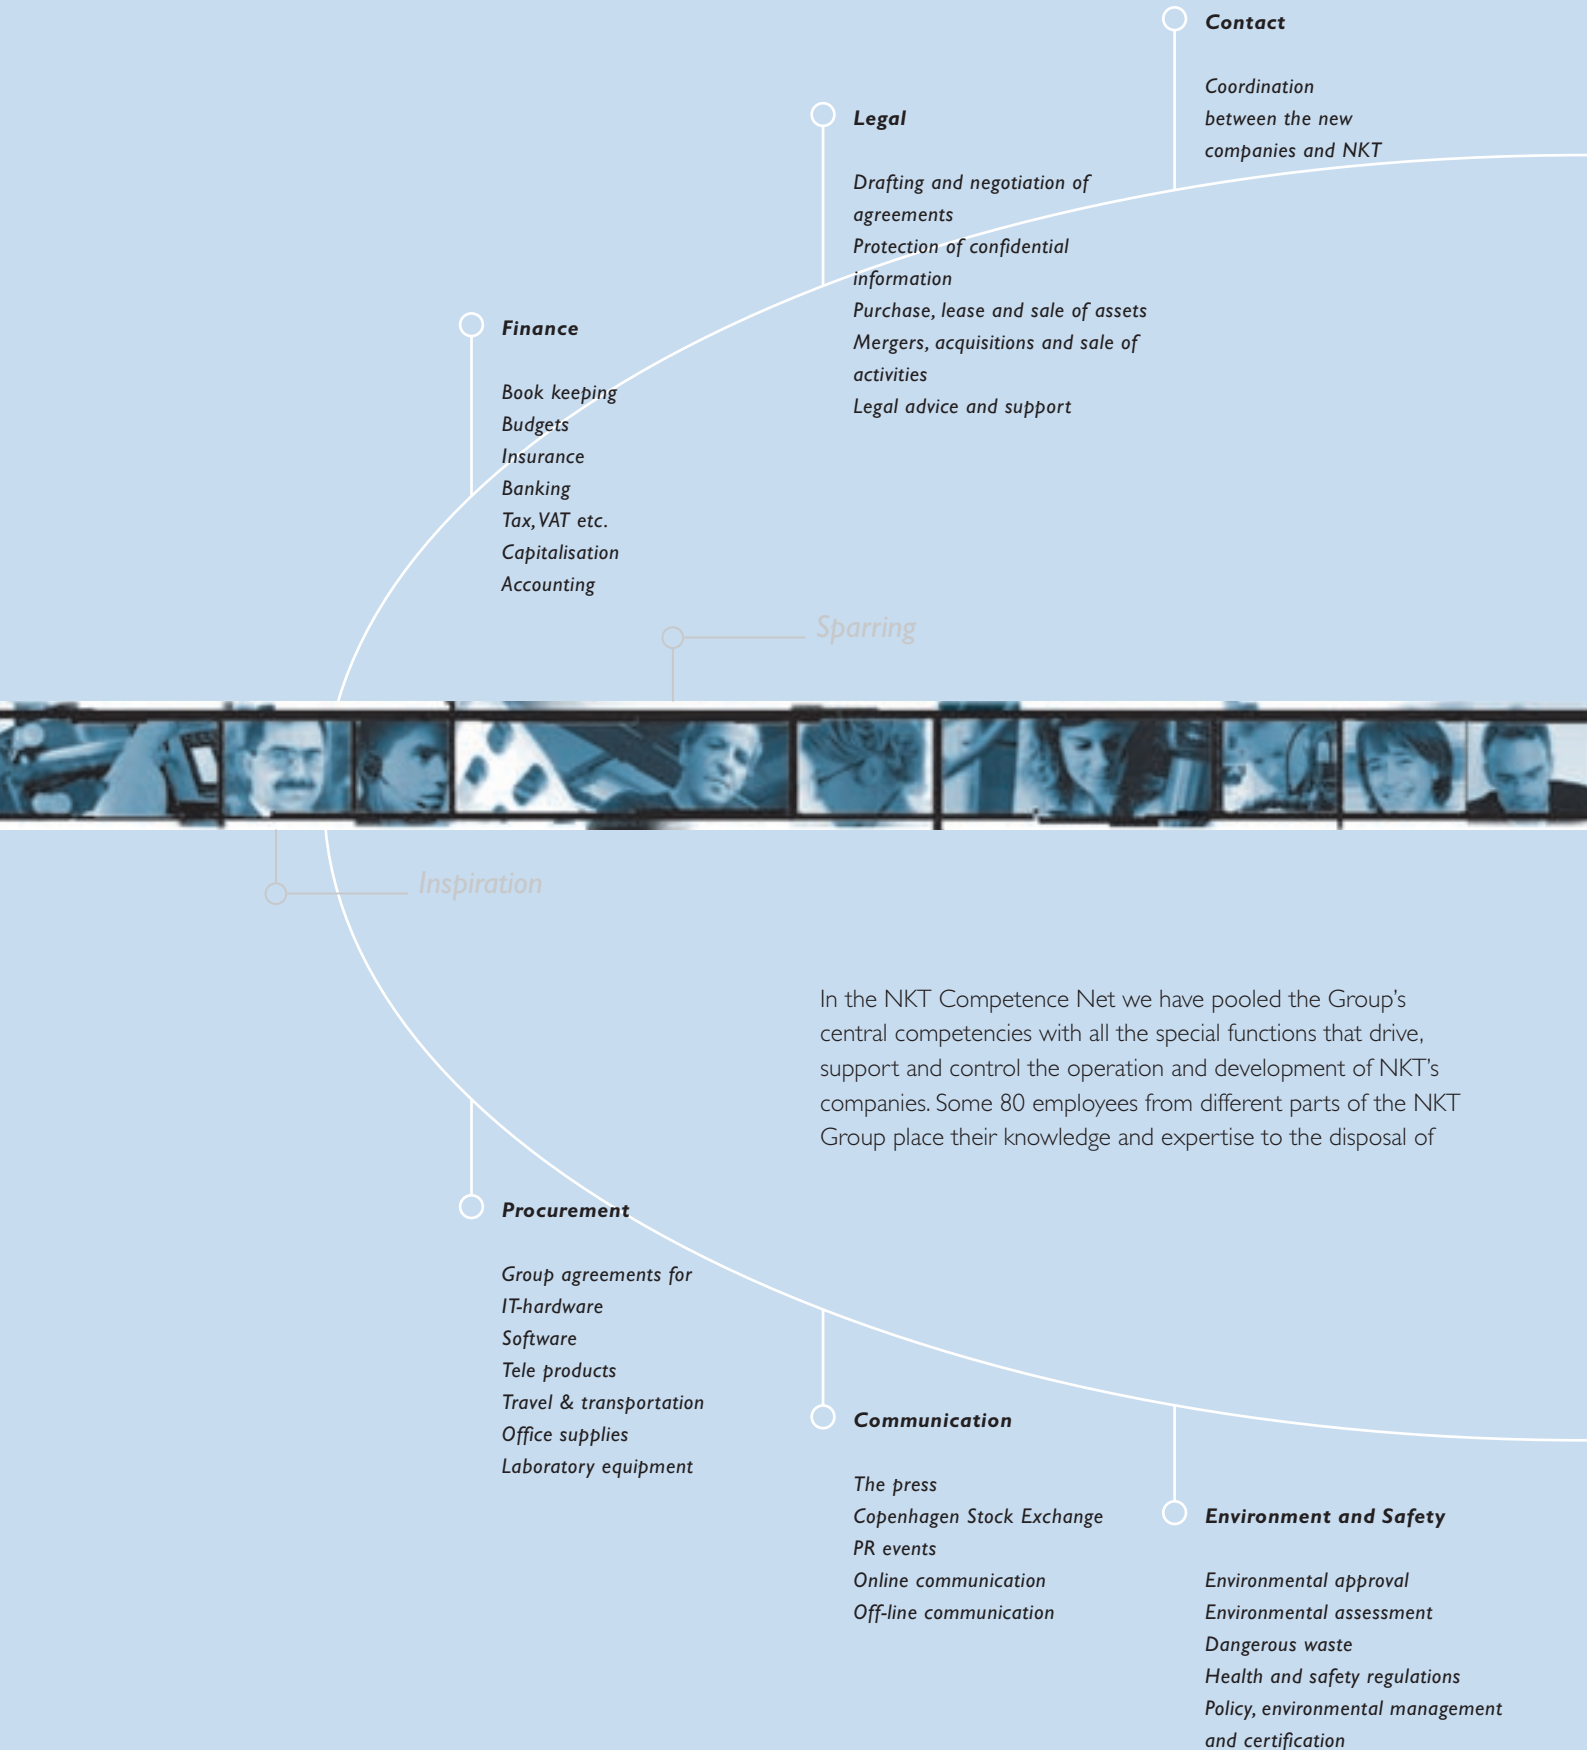 Contact
Coordination
between the new
companies and NKT
Legal
Drafting and negotiation of
agreements
Protection of confidential
information
Purchase, lease and sale of assets
Mergers, acquisitions and sale of
activities
Legal advice and support
Finance
Book keeping
Budgets
Insurance
Banking
Tax, VAT etc.
Capitalisation
Accounting
Sparring
Inspiration
In the NKT Competence Net we have pooled the Group’s
central competencies with all the special functions that drive,
support and control the operation and development of NKT’s
companies. Some 80 employees from different parts of the NKT
Group place their knowledge and expertise to the disposal of
Procurement
Group agreements for
IT-hardware
Software
Tele products
Travel & transportation
Office supplies
Laboratory equipment
Communication
The press
Copenhagen Stock Exchange
PR events
Online communication
Off-line communication
Environment and Safety
Environmental approval
Environmental assessment
Dangerous waste
Health and safety regulations
Policy, environmental management
and certification